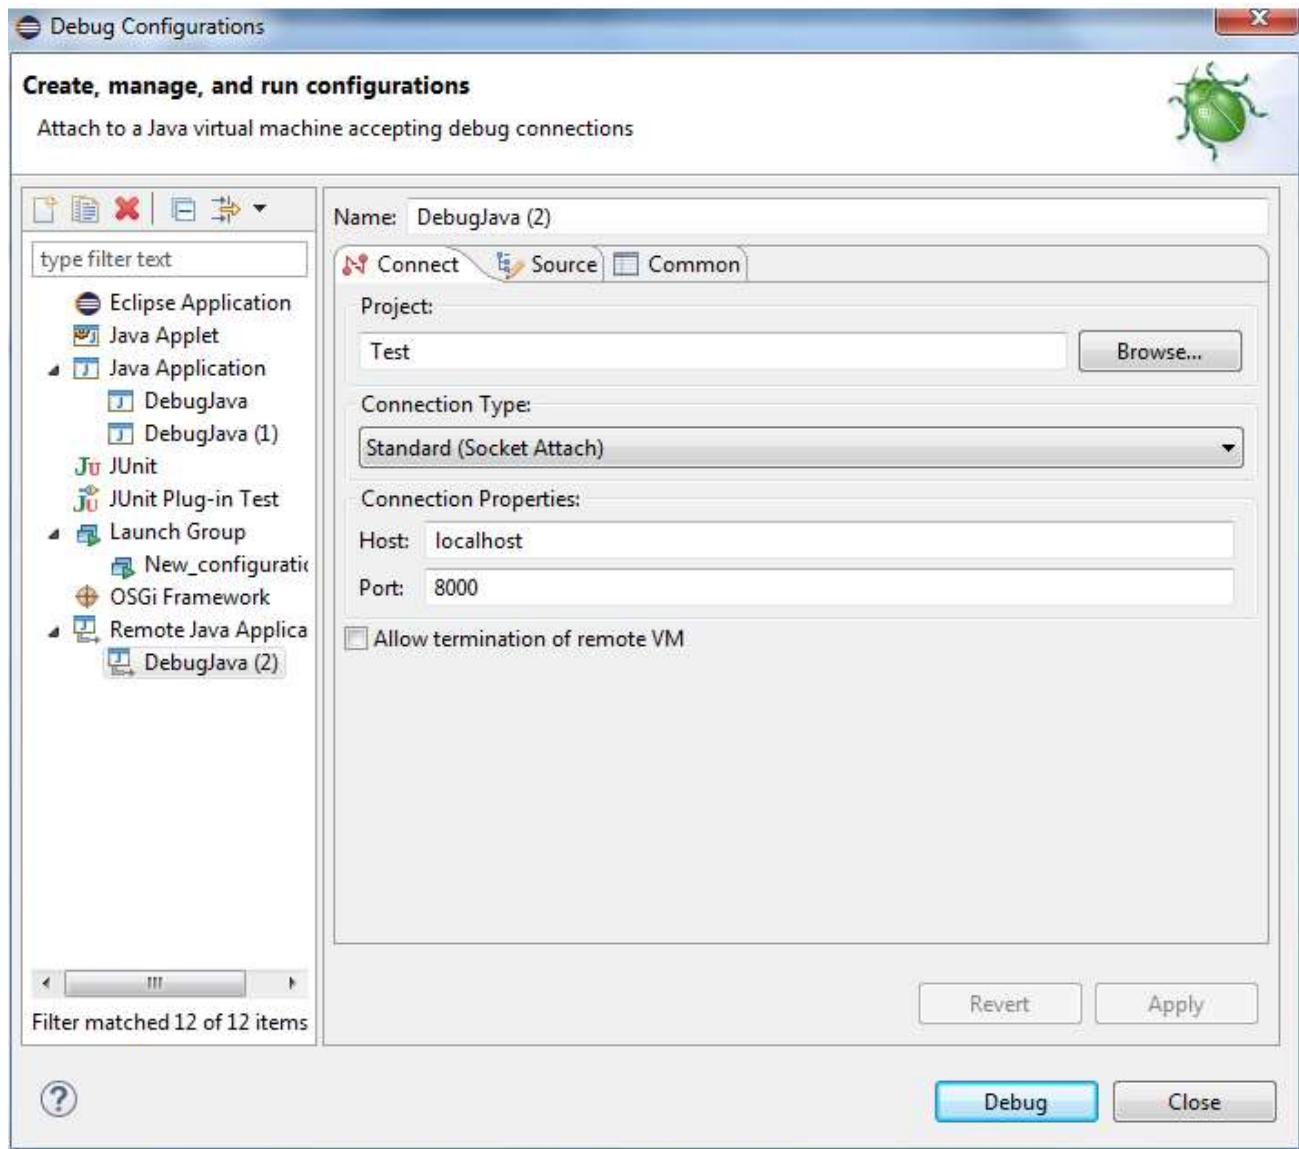 Debug Configurations
Create, manage, and run configurations
Attach to a Java virtual machine accepting debug connections
type filter text
Eclipse Application
Java Applet
Java Application
DebugJava
DebugJava (1)
JUnit
JUnit Plug-in Test
Launch Group
New_configuratio
OSGi Framework
Remote Java Applica
DebugJava (2)
Filter matched 12 of 12 items
Name: DebugJava (2)
Connect Source Common
Project:
Test Browse...
Connection Type:
Standard (Socket Attach)
Connection Properties:
Host: localhost
Port: 8000
Allow termination of remote VM
Revert Apply
Debug Close